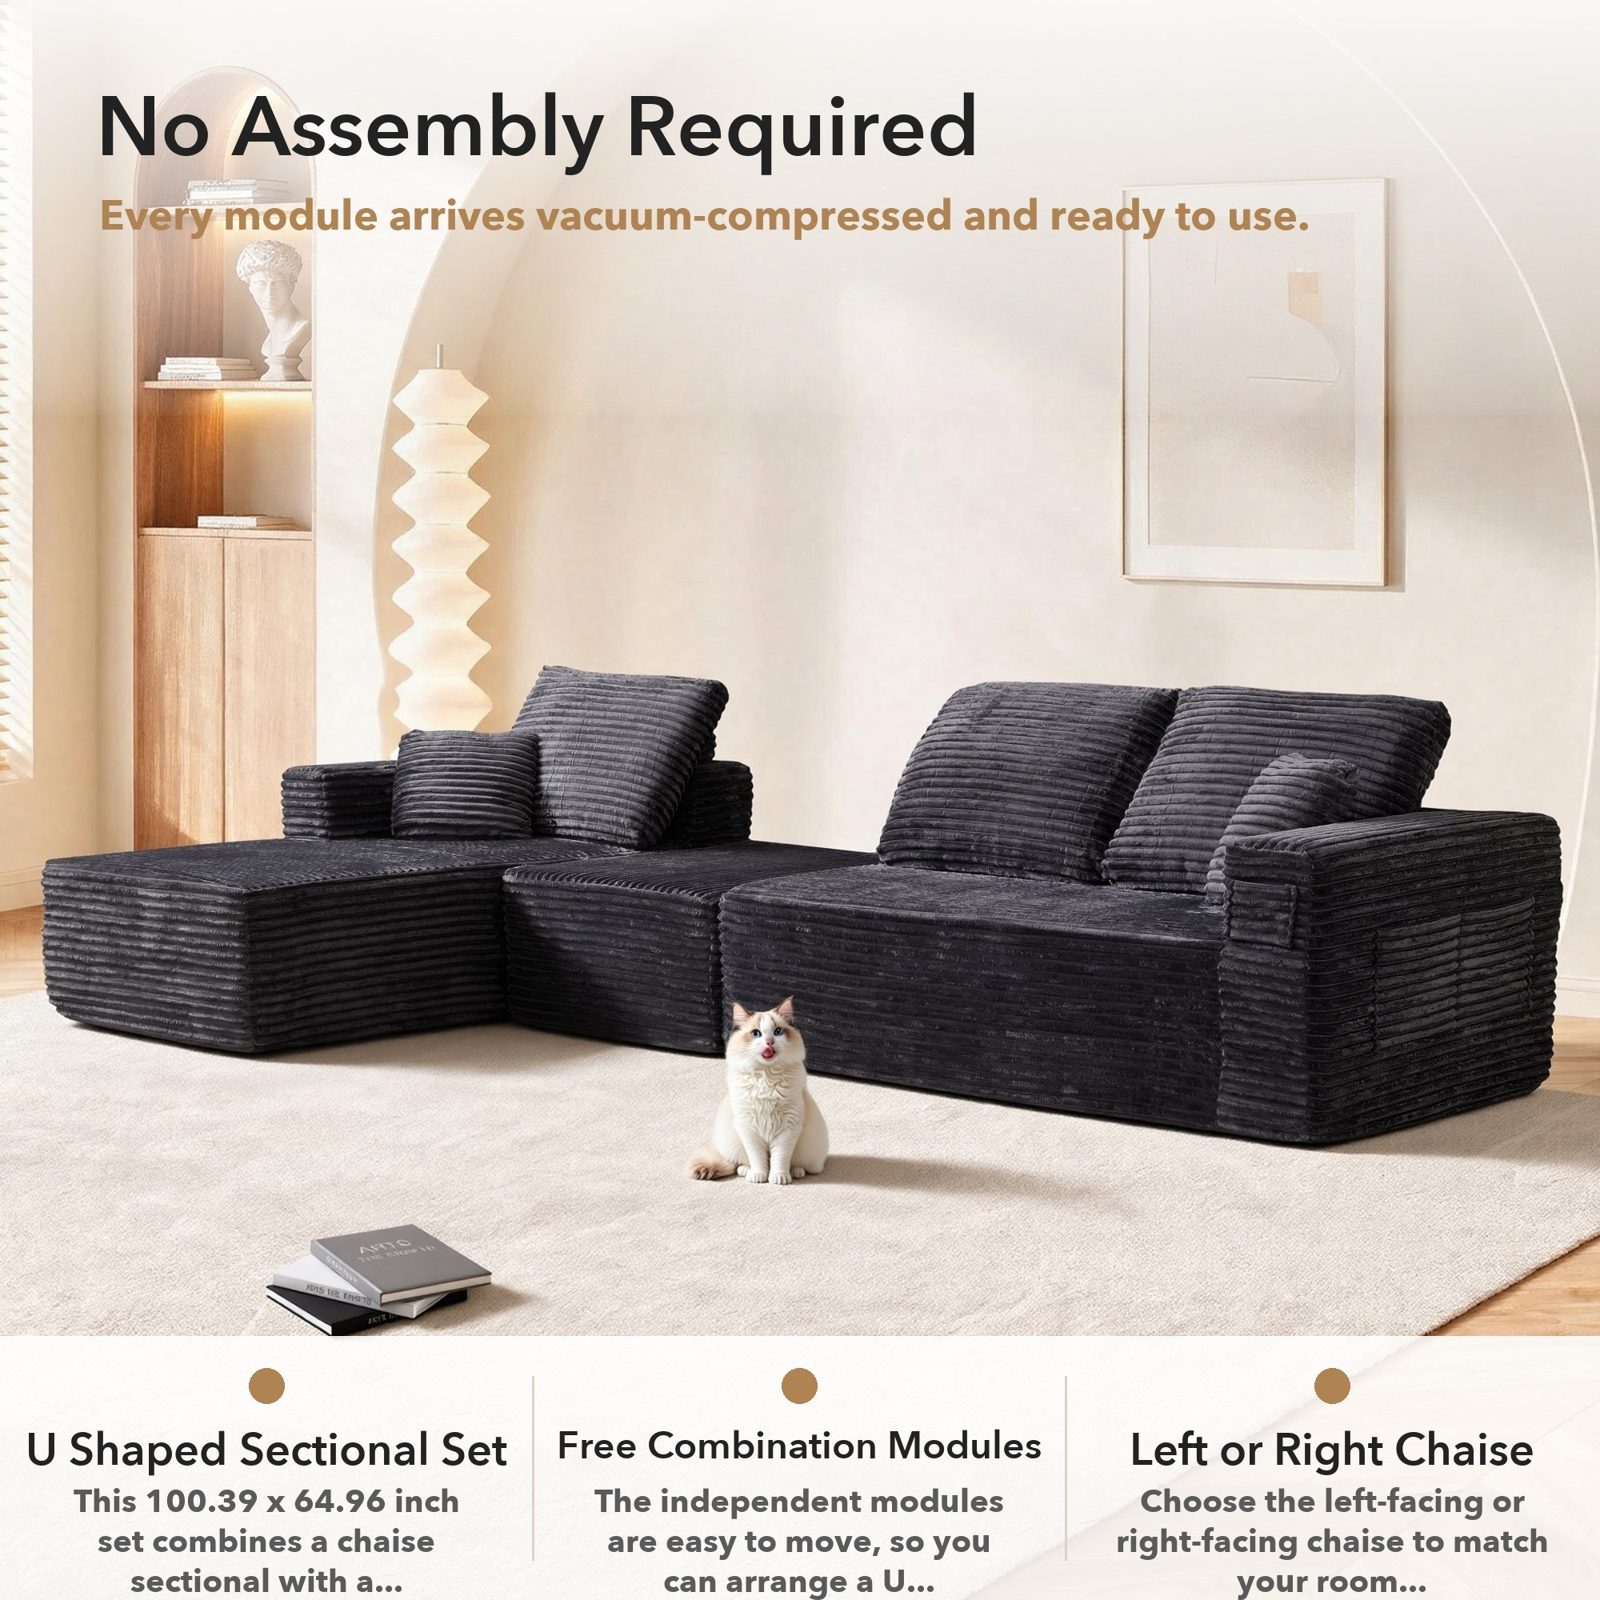 No Assembly Required
Every module arrives vacuum-compressed and ready to use.
ARTS
U Shaped Sectional Set
This 100.39 x 64.96 inch
set combines a chaise
sectional with a...
Free Combination Modules
The independent modules
are easy to move, so you
can arrange a U...
Left or Right Chaise
Choose the left-facing or
right-facing chaise to match
your room...